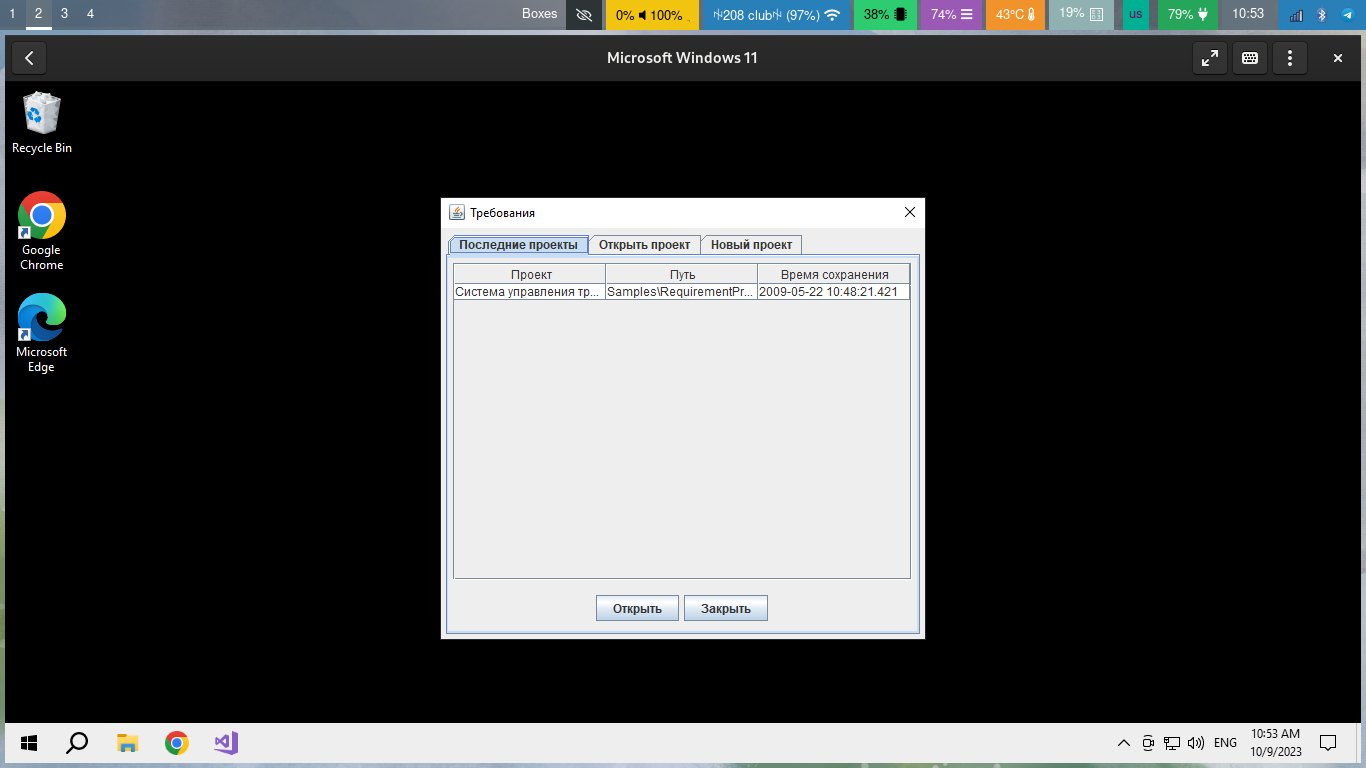 1 2 3 4 Boxes 0% 100% 208 club (97%) 38% 74% 43°C 19% us 79% 10:53
Microsoft Windows 11
Recycle Bin
Google
Chrome
Microsoft
Edge
Требования
Последние проекты Открыть проект Новый проект
Проект Путь Время сохранения
Система управления тр... Samples\RequirementPr... 2009-05-22 10:48:21.421
Открыть Закрыть
ENG
10:53 AM
10/9/2023